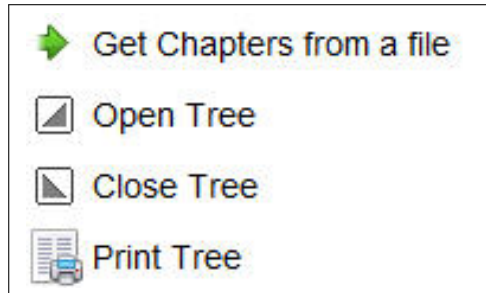 Get Chapters from a file
Open Tree
Close Tree
Print Tree